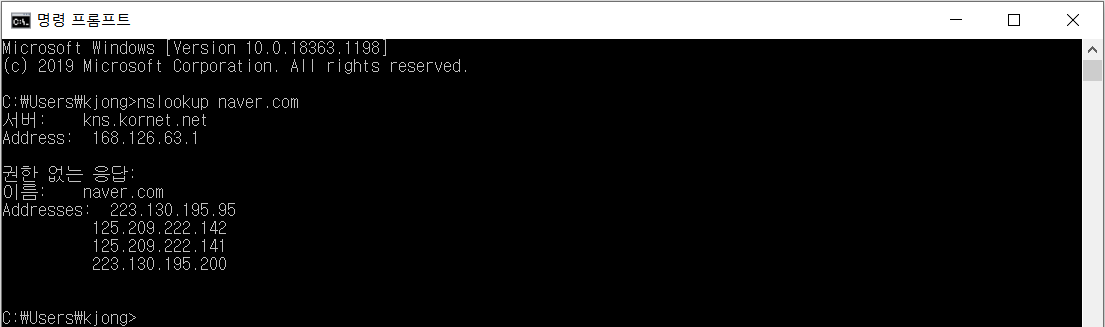 명령 프롬프트
Microsoft Windows [Version 10.0.18363.1198]
(c) 2019 Microsoft Corporation. All rights reserved.
C:₩Users₩kjong>nslookup naver.com
서버:    kns.kornet.net
Address:  168.126.63.1
권한 없는 응답:
이름:    naver.com
Addresses:  223.130.195.95
125.209.222.142
125.209.222.141
223.130.195.200
C:₩Users₩kjong>